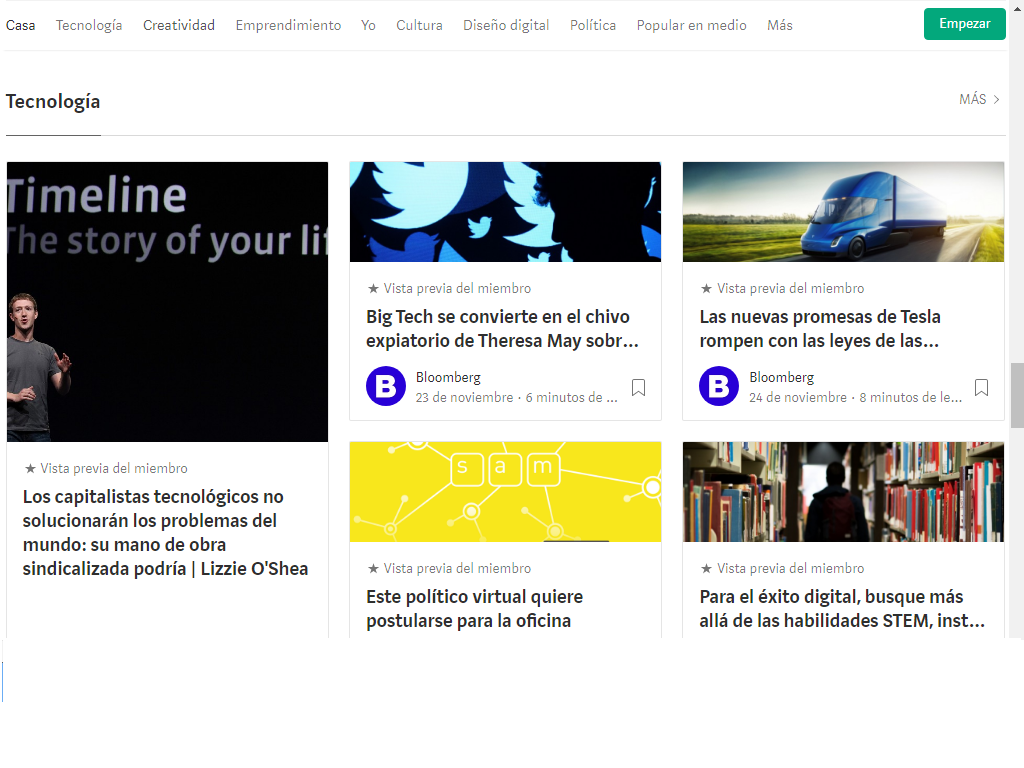 Casa Tecnología Creatividad Emprendimiento Yo Cultura Diseño digital Política Popular en medio Más Empezar
Tecnología
MÁS
Timeline
The story of your lif
★ Vista previa del miembro
Los capitalistas tecnológicos no
solucionarán los problemas del
mundo: su mano de obra
sindicalizada podría | Lizzie O'Shea
★ Vista previa del miembro
Big Tech se convierte en el chivo
expiatorio de Theresa May sobr...
B
Bloomberg
23 de noviembre · 6 minutos de ...
★ Vista previa del miembro
Las nuevas promesas de Tesla
rompen con las leyes de las...
B
Bloomberg
24 de noviembre · 8 minutos de le...
sam
★ Vista previa del miembro
Este político virtual quiere
postularse para la oficina
★ Vista previa del miembro
Para el éxito digital, busque más
allá de las habilidades STEM, inst...